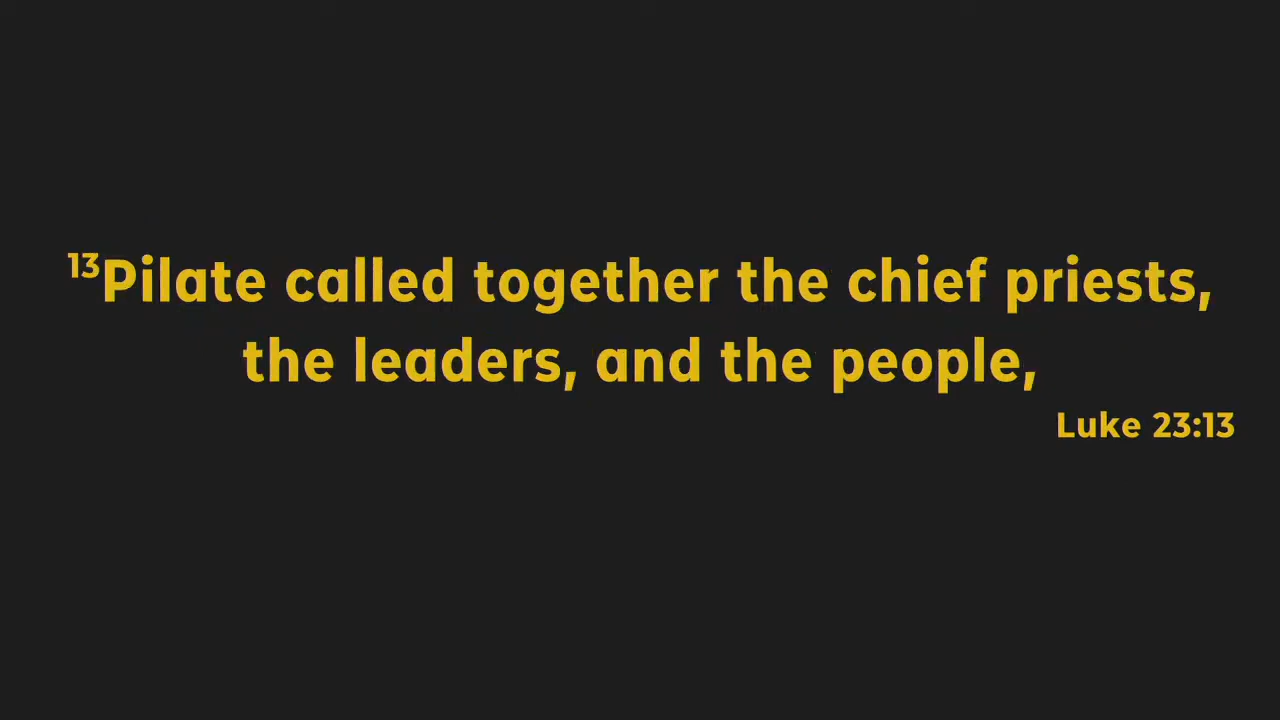 ¹³Pilate called together the chief priests,
the leaders, and the people,
Luke 23:13